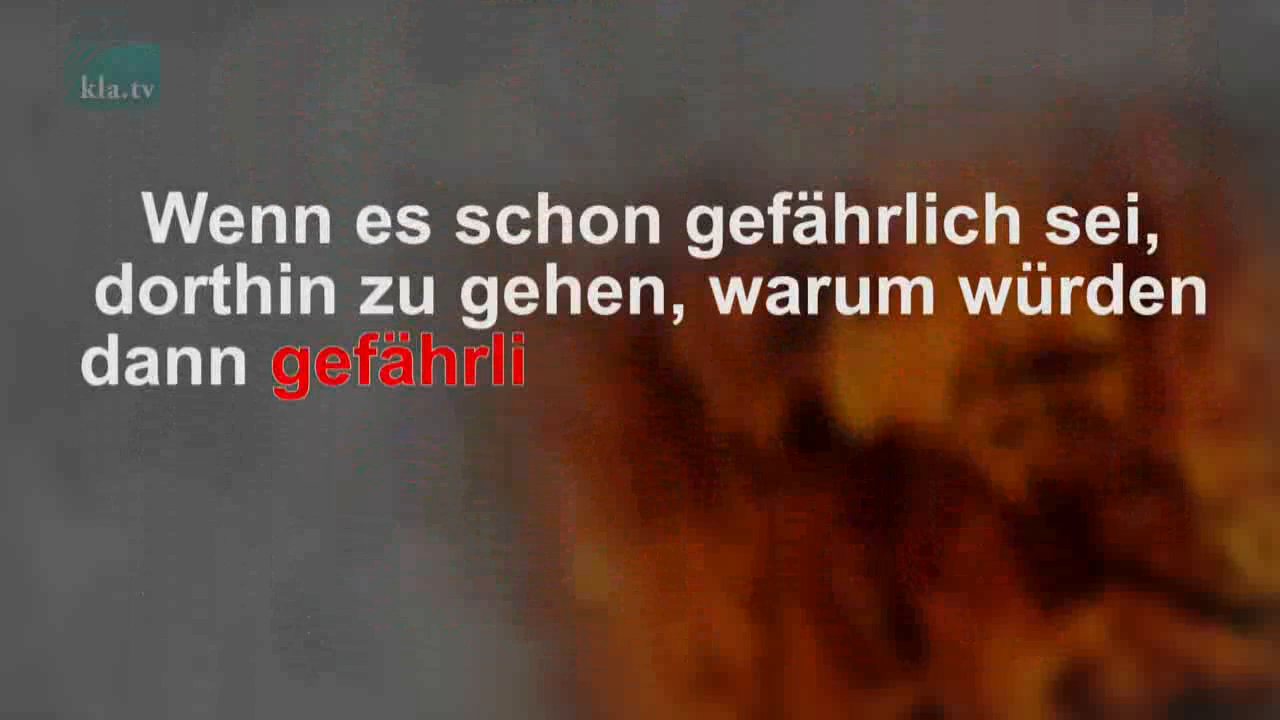 kla.tv
Wenn es schon gefährlich sei,
dorthin zu gehen, warum würden
dann gefährli